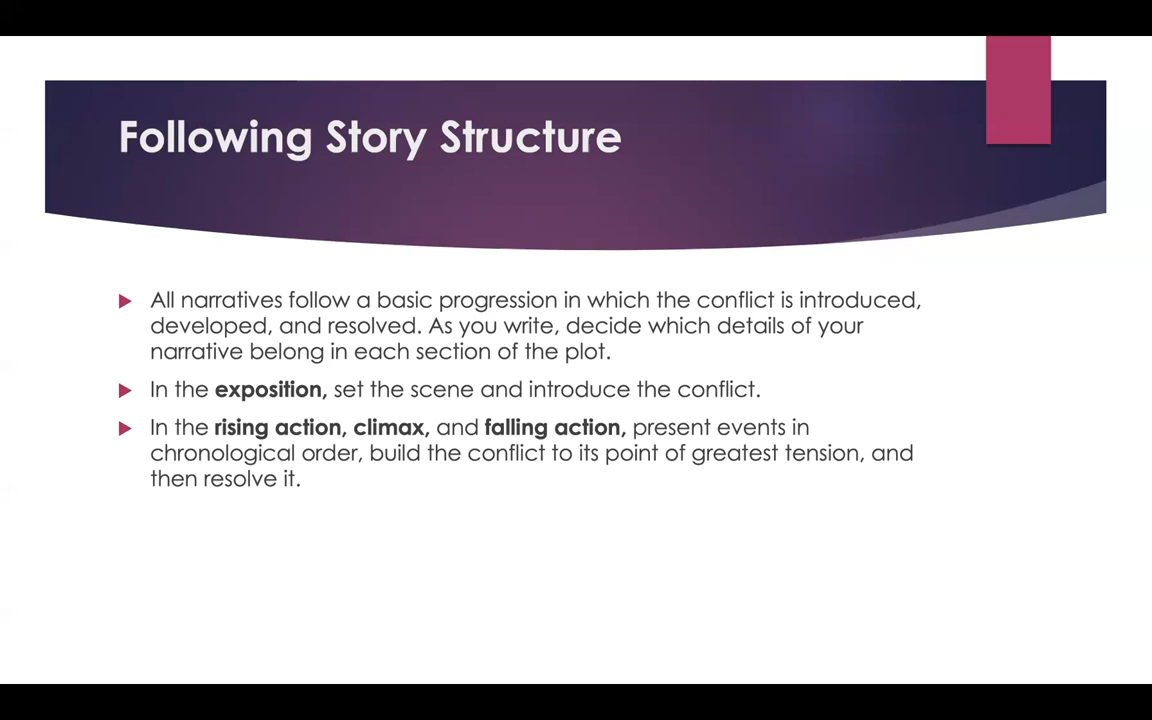 Following Story Structure
All narratives follow a basic progression in which the conflict is introduced,
developed, and resolved. As you write, decide which details of your
narrative belong in each section of the plot.
In the exposition, set the scene and introduce the conflict.
In the rising action, climax, and falling action, present events in
chronological order, build the conflict to its point of greatest tension, and
then resolve it.